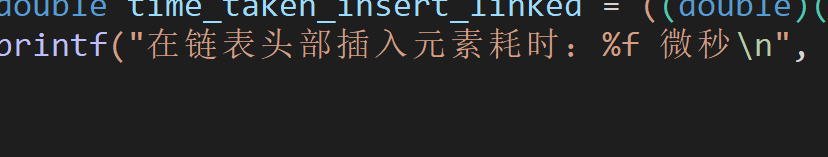 double time_taken_insert_linked = ((double)(
printf("在链表头部插入元素耗时：%f 微秒\n",